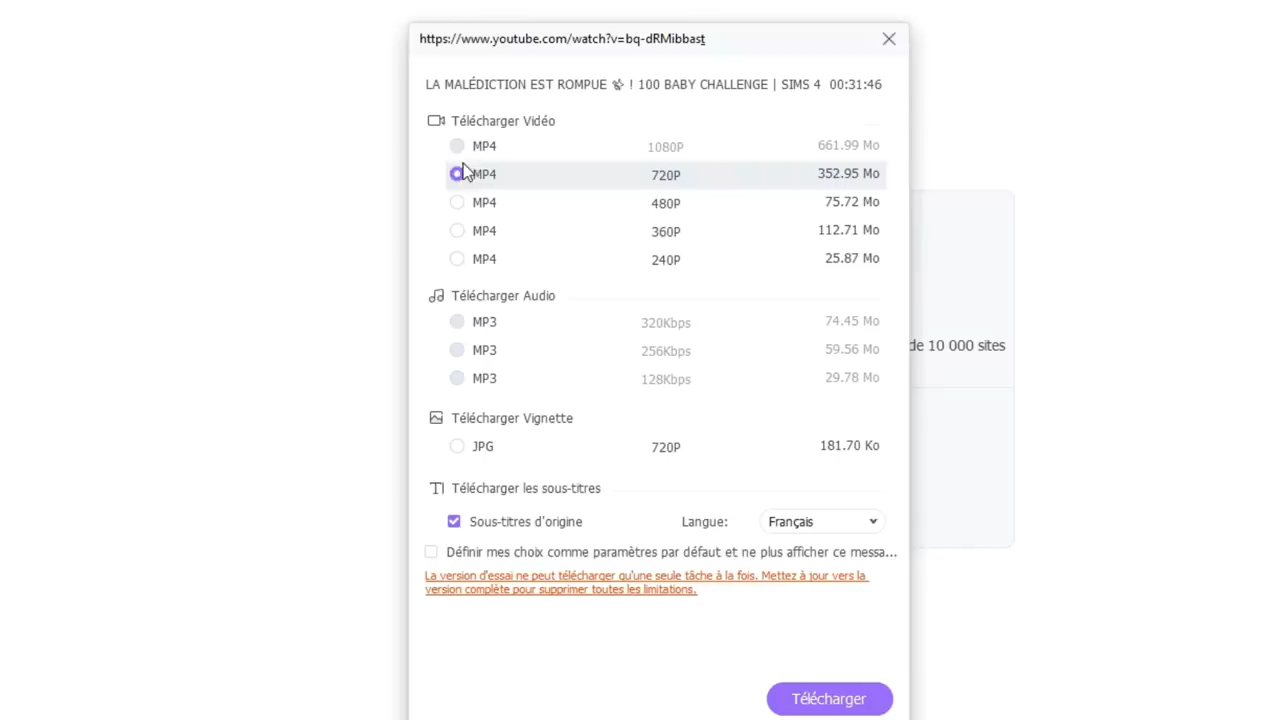 https://www.youtube.com/watch?v=bq-dRMibbast
LA MALÉDICTION EST ROMPUE ! 100 BABY CHALLENGE | SIMS 4 00:31:46
Télécharger Vidéo
MP4 1080P 661.99 Mo
MP4 720P 352.95 Mo
MP4 480P 75.72 Mo
MP4 360P 112.71 Mo
MP4 240P 25.87 Mo
Télécharger Audio
MP3 320Kbps 74.45 Mo
MP3 256Kbps 59.56 Mo
de 10 000 sites
MP3 128Kbps 29.78 Mo
Télécharger Vignette
JPG 720P 181.70 Ko
Télécharger les sous-titres
Sous-titres d'origine Langue: Français
Définir mes choix comme paramètres par défaut et ne plus afficher ce messa...
La version d'essai ne peut télécharger qu'une seule tâche à la fois. Mettez à jour vers la
version complète pour supprimer toutes les limitations.
Télécharger